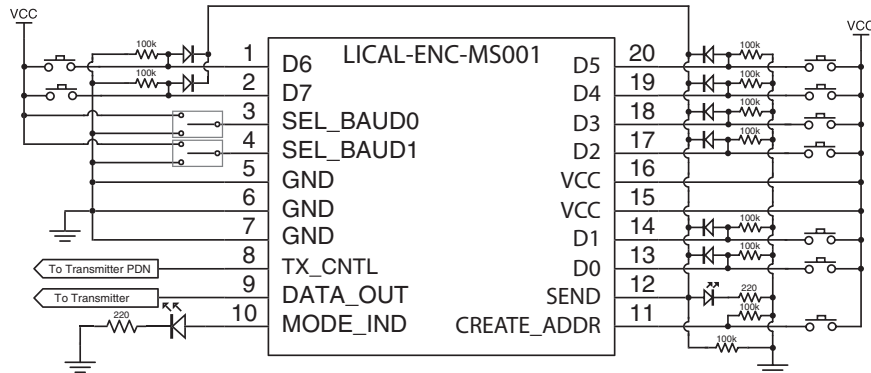 VCC
VCC
LICAL-ENC-MS001
100k
1 D6
100k
2 D7
3 SEL_BAUD0
4 SEL_BAUD1
5 GND
6 GND
7 GND
To Transmitter PDN 8 TX_CNTL
To Transmitter 9 DATA_OUT
220 10 MODE_IND
D5 20 100k
D4 19 100k
D3 18 100k
D2 17 100k
VCC 16
VCC 15
D1 14 100k
D0 13 100k
SEND 12 220
CREATE_ADDR 11 100k
100k